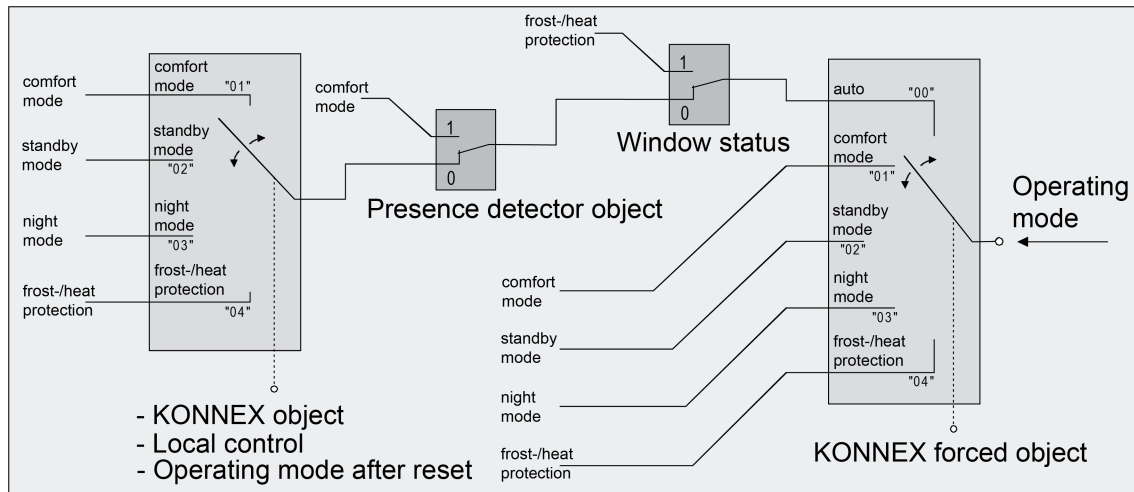 frost-/heat
protection
comfort
mode
comfort
mode
"01"
standby
mode
standby
mode
"02"
night
mode
night
mode
"03"
frost-/heat
protection
frost-/heat
protection
"04"
comfort
mode
1
0
Presence detector object
1
0
Window status
auto
"00"
comfort
mode
"01"
standby
mode
"02"
night
mode
"03"
frost-/heat
protection
"04"
Operating
mode
comfort
mode
standby
mode
night
mode
frost-/heat
protection
- KONNEX object
- Local control
- Operating mode after reset
KONNEX forced object